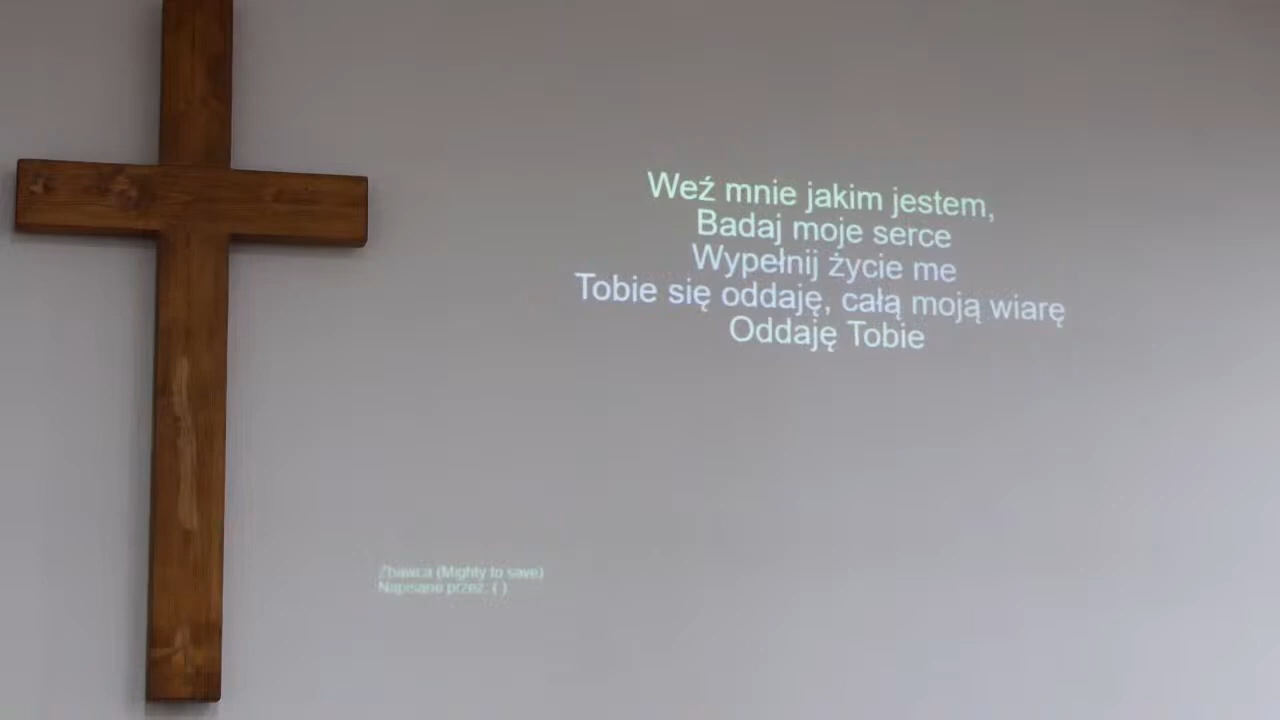 Weź mnie jakim jestem,
Badaj moje serce
Wypełnij życie me
Tobie się oddaję, całą moją wiarę
Oddaję Tobie
(Mighty to save)
Napisane przez: ( )